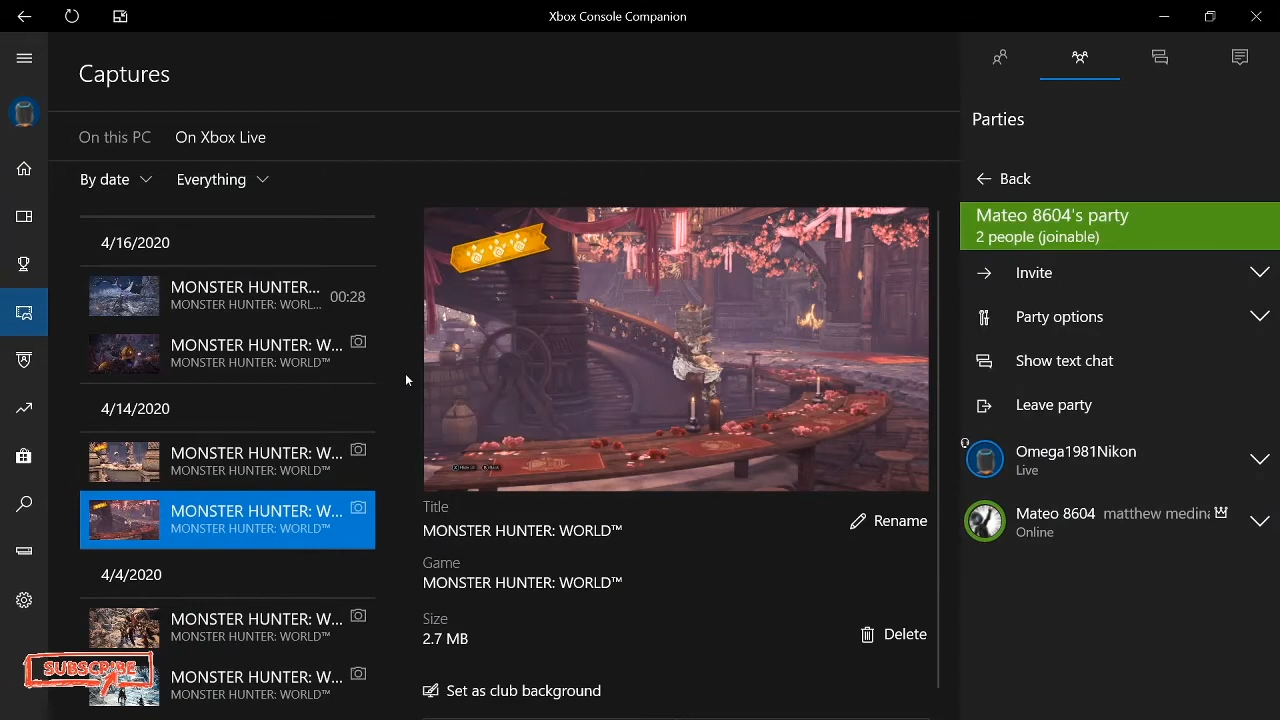 Xbox Console Companion
Captures
On this PC
On Xbox Live
By date
Everything
4/16/2020
MONSTER HUNTER...
MONSTER HUNTER: WORL...
00:28
MONSTER HUNTER: W...
MONSTER HUNTER: WORLD™
4/14/2020
MONSTER HUNTER: W...
MONSTER HUNTER: WORLD™
MONSTER HUNTER: W...
MONSTER HUNTER: WORLD™
4/4/2020
MONSTER HUNTER: W...
MONSTER HUNTER: WORLD™
MONSTER HUNTER: W...
MONSTER HUNTER: WORLD™
SUBSCRIBE
Title
MONSTER HUNTER: WORLD™
Rename
Game
MONSTER HUNTER: WORLD™
Size
2.7 MB
Delete
Set as club background
Parties
Back
Mateo 8604's party
2 people (joinable)
Invite
Party options
Show text chat
Leave party
Omega1981Nikon
Live
Mateo 8604 matthew medina
Online